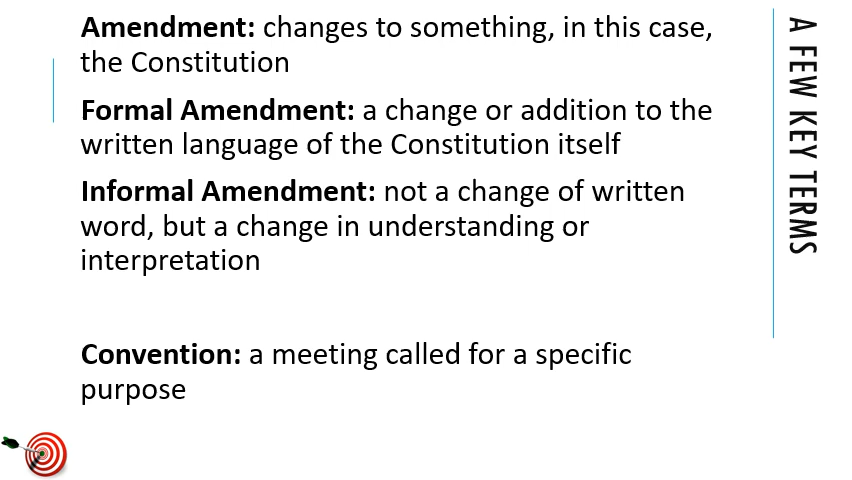 Amendment: changes to something, in this case,
the Constitution
Formal Amendment: a change or addition to the
written language of the Constitution itself
Informal Amendment: not a change of written
word, but a change in understanding or
interpretation
Convention: a meeting called for a specific
purpose
A FEW KEY TERMS